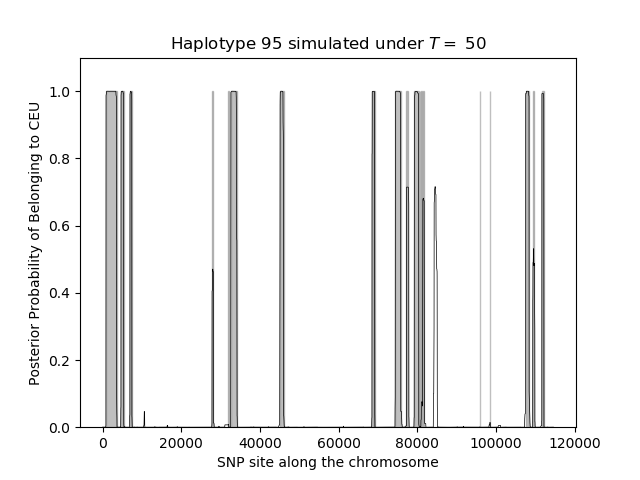 Haplotype 95 simulated under T = 50
Posterior Probability of Belonging to CEU
1.0
0.8
0.6
0.4
0.2
0.0
0 20000 40000 60000 80000 100000 120000
SNP site along the chromosome